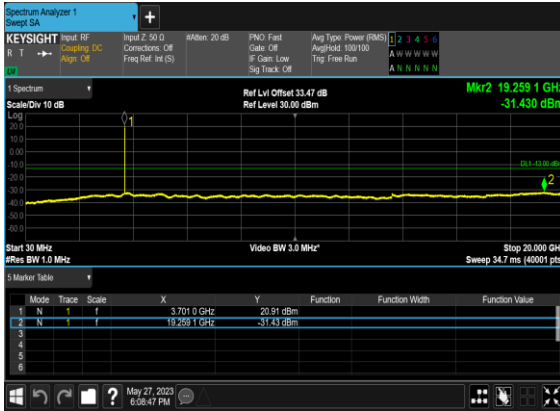 Spectrum Analyzer 1
Swept SA
+
KEYSIGHT Input: RF Input Z: 50 Ω #Atten: 20 dB PNO: Fast Avg Type: Power (RMS) 1 2 3 4 5 6
R T Coupling: DC Corrections: Off Gate: Off Avg|Hold: 100/100 A W W W W W
Align: Off Freq Ref: Int (S) IF Gain: Low Trig: Free Run
Sig Track: Off A N N N N N
1 Spectrum Ref Lvl Offset 33.47 dB Mkr2 19.259 1 GHz
Scale/Div 10 dB Ref Level 30.00 dBm -31.430 dBm
Log 1
20.0
10.0
0.00
-10.0 DL1 -13.00 dBm
-20.0 2
-30.0
-40.0
-50.0
-60.0
Start 30 MHz Video BW 3.0 MHz* Stop 20.000 GHz
#Res BW 1.0 MHz Sweep 34.7 ms (40001 pts)
5 Marker Table
Mode Trace Scale X Y Function Function Width Function Value
1 N 1 f 3.701 0 GHz 20.91 dBm
2 N 1 f 19.259 1 GHz -31.43 dBm
3
4
5
6
? May 27, 2023
6:08:47 PM